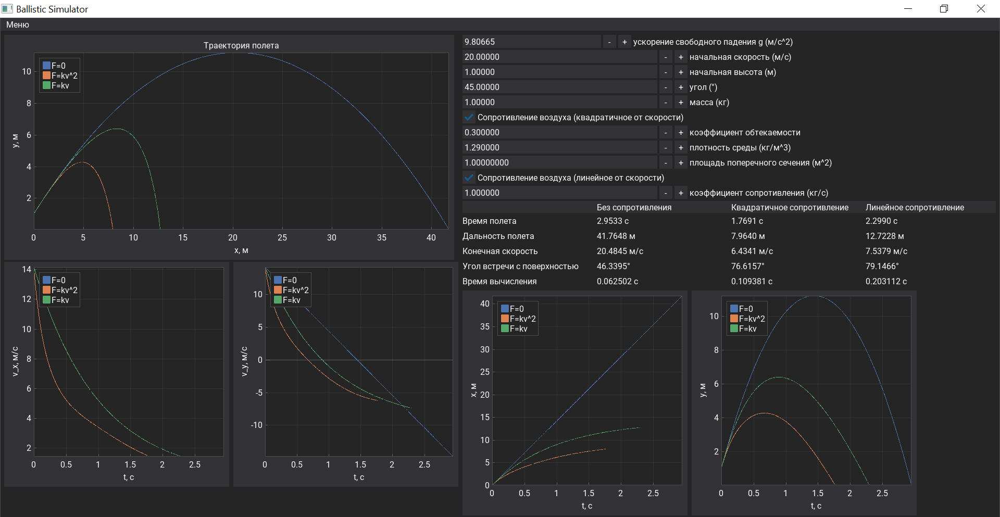 Ballistic Simulator
Меню
Траектория полета
F=0
F=kv^2
F=kv
10
8
6
4
2
y, м
0 5 10 15 20 25 30 35 40
x, м
9.80665 - + ускорение свободного падения g (м/с^2)
20.00000 - + начальная скорость (м/с)
1.00000 - + начальная высота (м)
45.00000 - + угол (°)
1.00000 - + масса (кг)
Сопротивление воздуха (квадратичное от скорости)
0.300000 - + коэффициент обтекаемости
1.290000 - + плотность среды (кг/м^3)
1.00000000 - + площадь поперечного сечения (м^2)
Сопротивление воздуха (линейное от скорости)
1.000000 - + коэффициент сопротивления (кг/с)
Без сопротивления Квадратичное сопротивление Линейное сопротивление
Время полета 2.9533 с 1.7691 с 2.2990 с
Дальность полета 41.7648 м 7.9640 м 12.7228 м
Конечная скорость 20.4845 м/с 6.4341 м/с 7.5379 м/с
Угол встречи с поверхностью 46.3395° 76.6157° 79.1466°
Время вычисления 0.062502 с 0.109381 с 0.203112 с
14
12
10
8
6
4
2
v_x, м/с
F=0
F=kv^2
F=kv
0 0.5 1 1.5 2 2.5
t, с
10
5
0
-5
-10
v_y, м/с
F=0
F=kv^2
F=kv
0 0.5 1 1.5 2 2.5
t, с
40
35
30
25
20
15
10
5
0
x, м
F=0
F=kv^2
F=kv
0 0.5 1 1.5 2 2.5
t, с
10
8
6
4
2
y, м
F=0
F=kv^2
F=kv
0 0.5 1 1.5 2 2.5
t, с